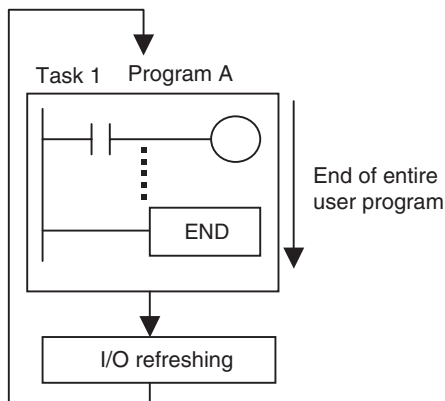 Task 1 Program A
End of entire
user program
END
I/O refreshing